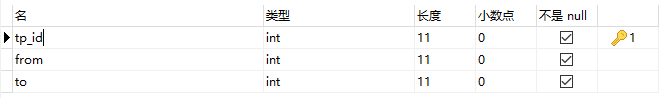 名 类型 长度 小数点 不是 null
tp_id int 11 0 1
from int 11 0
to int 11 0